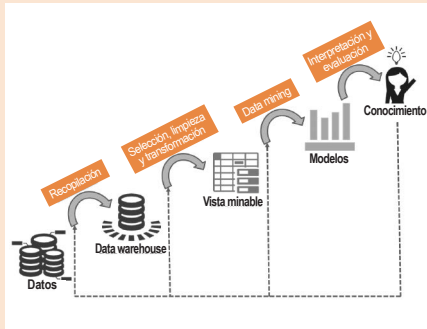 Interpretación y
evaluación
Data mining
Conocimiento
Selección, limpieza
y transformación
Modelos
Recopilación
Vista minable
Data warehouse
Datos